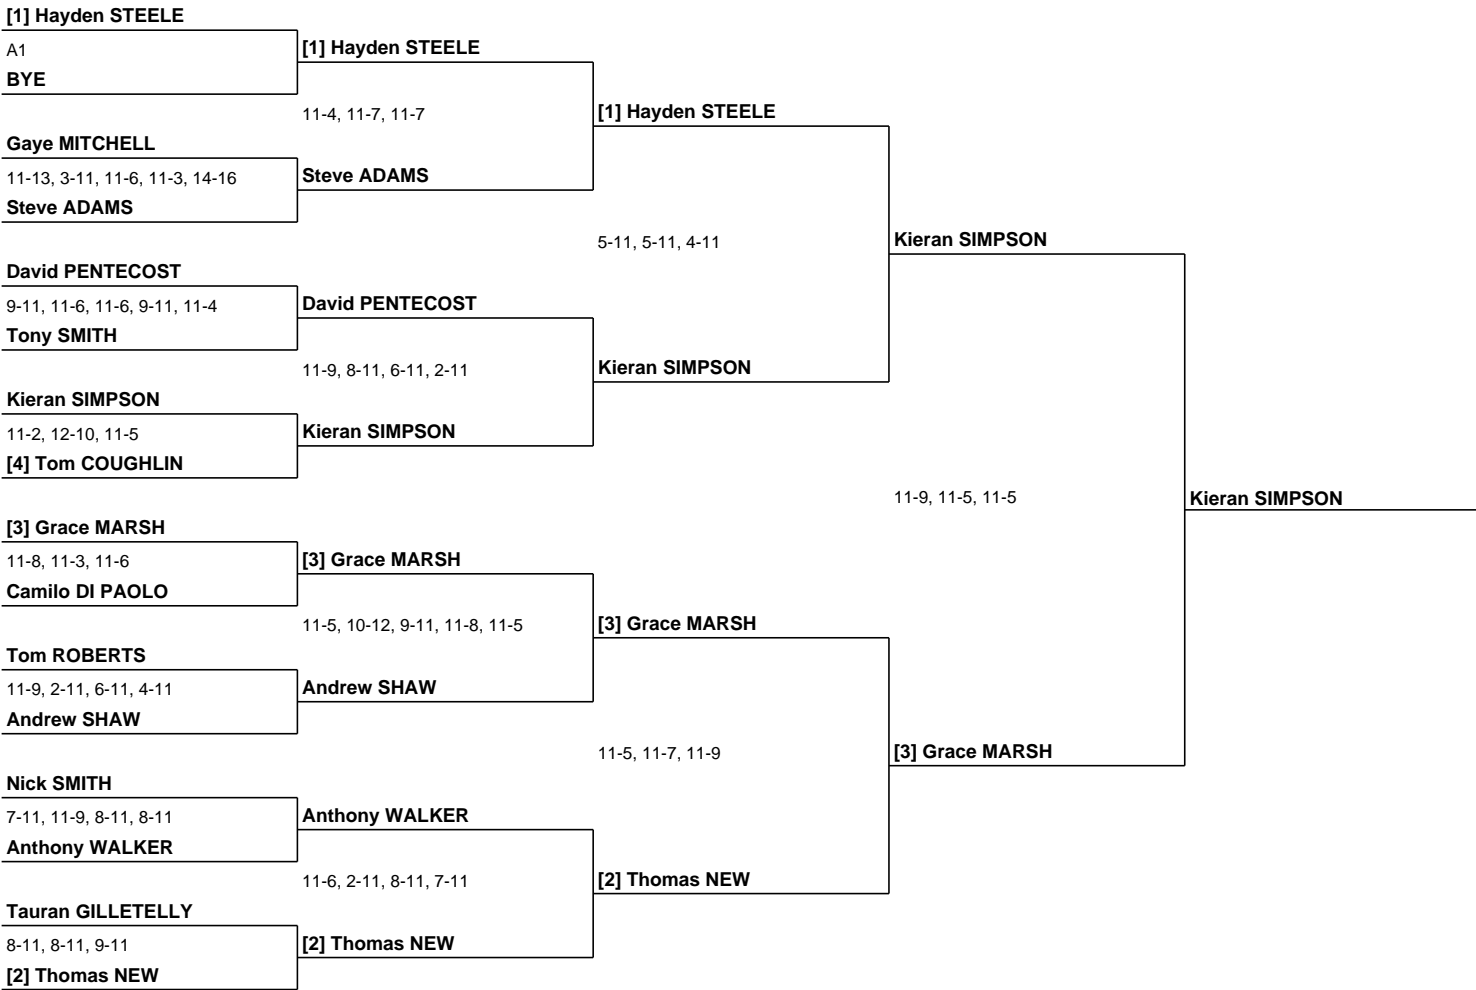 [1] Hayden STEELE
A1
BYE
Gaye MITCHELL
11-13, 3-11, 11-6, 11-3, 14-16
Steve ADAMS
David PENTECOST
9-11, 11-6, 11-6, 9-11, 11-4
Tony SMITH
Kieran SIMPSON
11-2, 12-10, 11-5
[4] Tom COUGHLIN
[3] Grace MARSH
11-8, 11-3, 11-6
Camilo DI PAOLO
Tom ROBERTS
11-9, 2-11, 6-11, 4-11
Andrew SHAW
Nick SMITH
7-11, 11-9, 8-11, 8-11
Anthony WALKER
Tauran GILLETELLY
8-11, 8-11, 9-11
[2] Thomas NEW
[1] Hayden STEELE
11-4, 11-7, 11-7
Steve ADAMS
David PENTECOST
11-9, 8-11, 6-11, 2-11
Kieran SIMPSON
[3] Grace MARSH
11-5, 10-12, 9-11, 11-8, 11-5
Andrew SHAW
Anthony WALKER
11-6, 2-11, 8-11, 7-11
[2] Thomas NEW
[1] Hayden STEELE
5-11, 5-11, 4-11
Kieran SIMPSON
[3] Grace MARSH
11-5, 11-7, 11-9
[2] Thomas NEW
Kieran SIMPSON
11-9, 11-5, 11-5
[3] Grace MARSH
Kieran SIMPSON